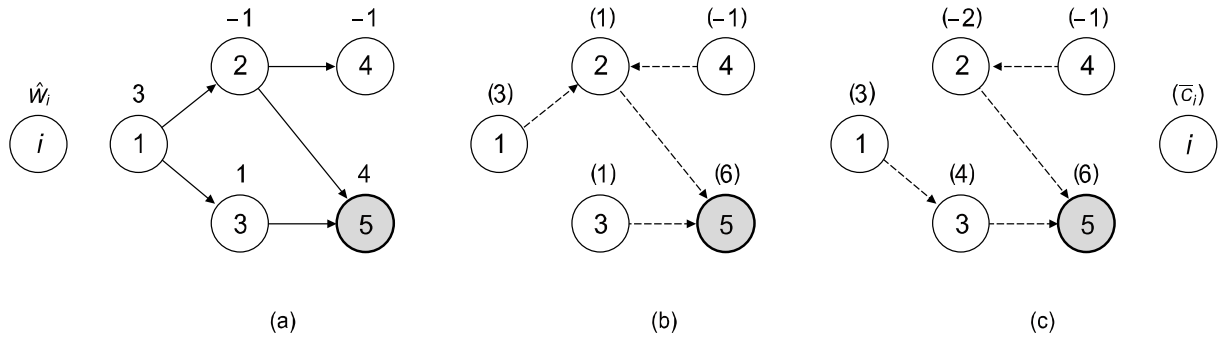 −1 −1 (1) (−1) (−2) (−1)
2 4 2 4 2 4
ŵᵢ 3 (3) (3) (c̅ᵢ)
i 1 1 1 i
1 4 (1) (6) (4) (6)
3 5 3 5 3 5
(a) (b) (c)